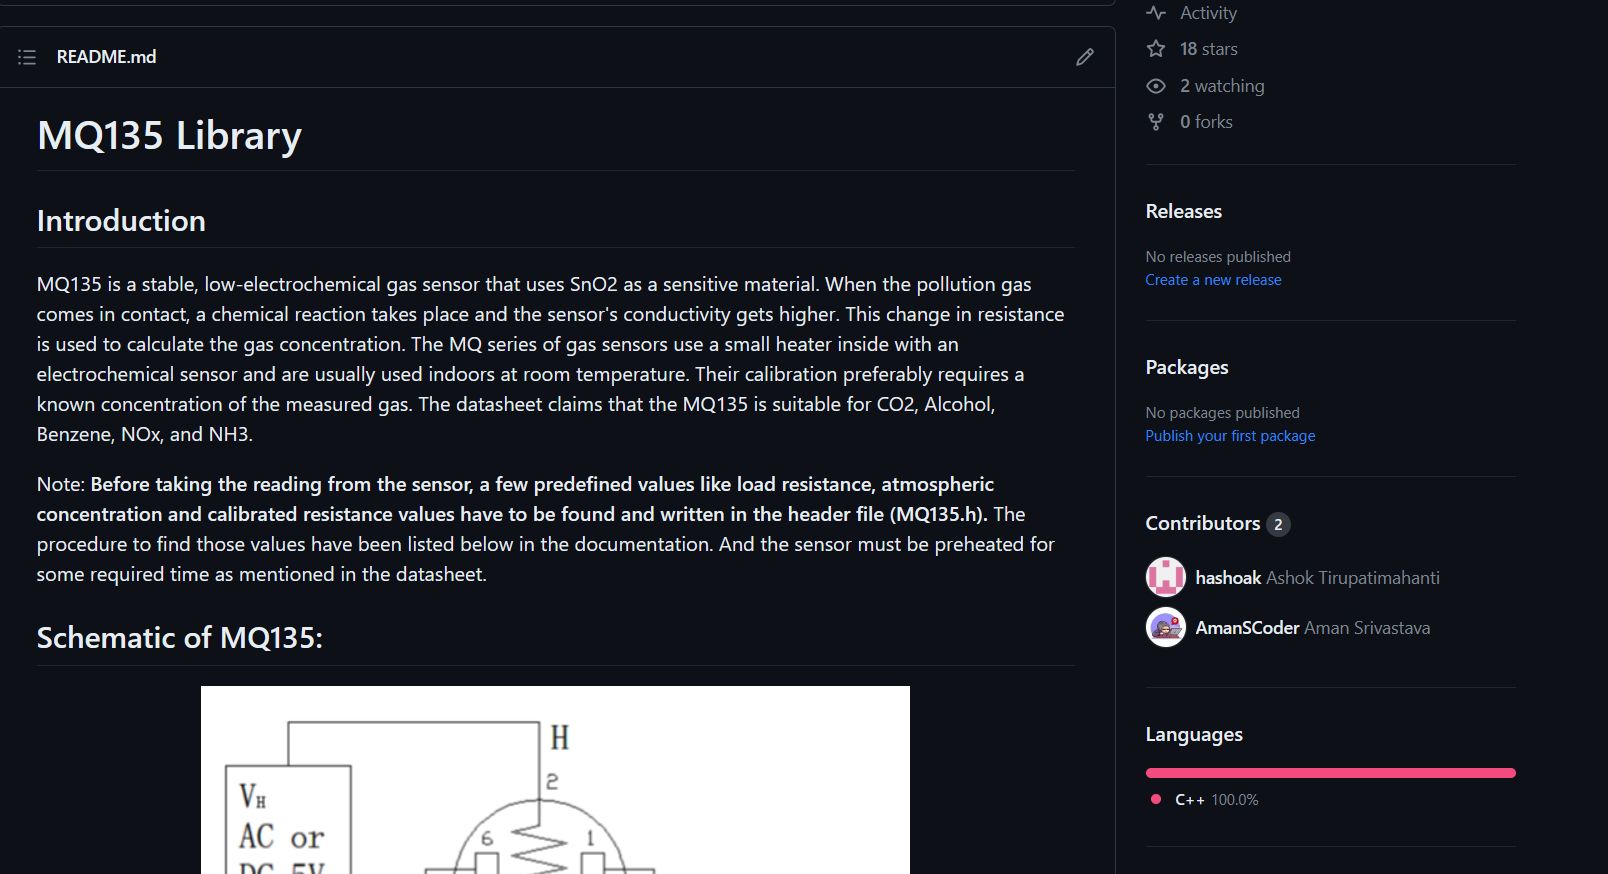 README.md
MQ135 Library
Introduction
MQ135 is a stable, low-electrochemical gas sensor that uses SnO2 as a sensitive material. When the pollution gas
comes in contact, a chemical reaction takes place and the sensor's conductivity gets higher. This change in resistance
is used to calculate the gas concentration. The MQ series of gas sensors use a small heater inside with an
electrochemical sensor and are usually used indoors at room temperature. Their calibration preferably requires a
known concentration of the measured gas. The datasheet claims that the MQ135 is suitable for CO2, Alcohol,
Benzene, NOx, and NH3.
Note: Before taking the reading from the sensor, a few predefined values like load resistance, atmospheric
concentration and calibrated resistance values have to be found and written in the header file (MQ135.h). The
procedure to find those values have been listed below in the documentation. And the sensor must be preheated for
some required time as mentioned in the datasheet.
Schematic of MQ135:
H
2
VH
AC or
DC 5V
6
1
Activity
18 stars
2 watching
0 forks
Releases
No releases published
Create a new release
Packages
No packages published
Publish your first package
Contributors 2
hashoak Ashok Tirupatimahanti
AmanSCoder Aman Srivastava
Languages
C++ 100.0%